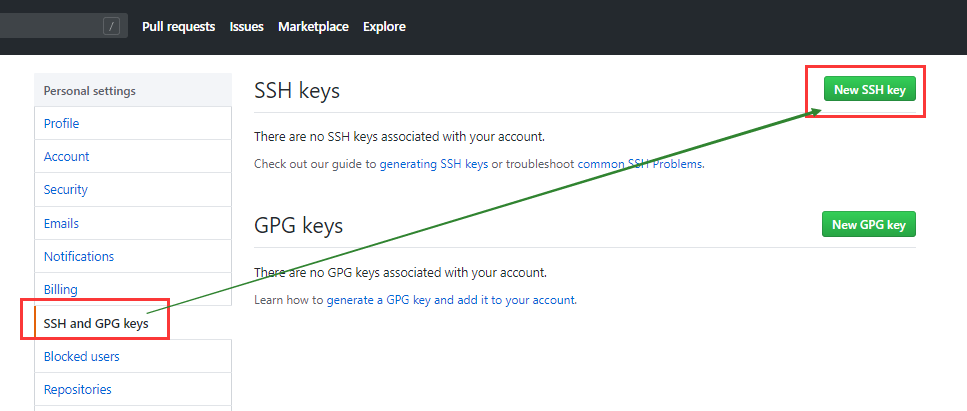 / Pull requests Issues Marketplace Explore
Personal settings
Profile
Account
Security
Emails
Notifications
Billing
SSH and GPG keys
Blocked users
Repositories
SSH keys
New SSH key
There are no SSH keys associated with your account.
Check out our guide to generating SSH keys or troubleshoot common SSH Problems.
GPG keys
New GPG key
There are no GPG keys associated with your account.
Learn how to generate a GPG key and add it to your account.